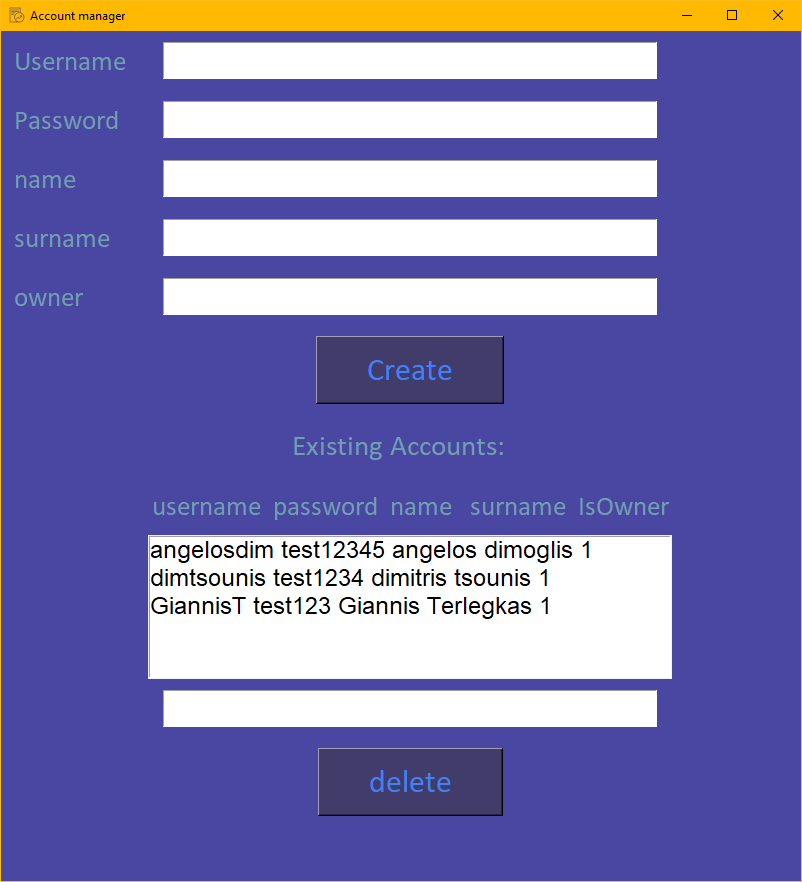 Account manager
Username
Password
name
surname
owner
Create
Existing Accounts:
username password name surname IsOwner
angelosdim test12345 angelos dimoglis 1
dimtsounis test1234 dimitris tsounis 1
GiannisT test123 Giannis Terlegkas 1
delete